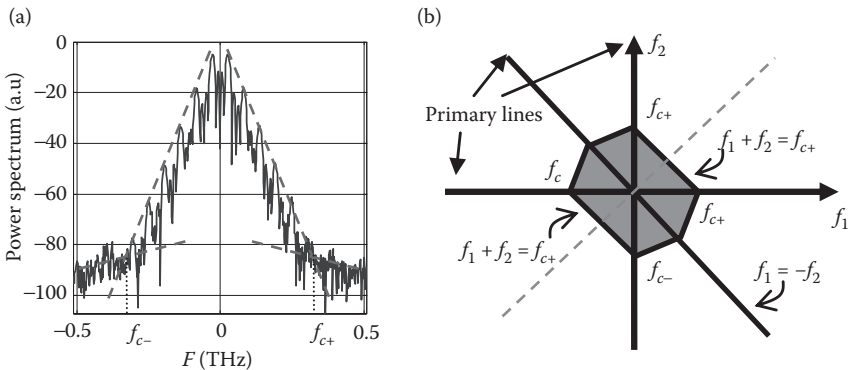 (a)
Power spectrum (a.u)
0
−20
−40
−60
−80
−100
−0.5
0
0.5
f_{c−}
f_{c+}
F (THz)
(b)
f_2
Primary lines
f_{c+}
f_1 + f_2 = f_{c+}
f_c
f_{c+}
f_1
f_1 + f_2 = f_{c+}
f_{c−}
f_1 = −f_2